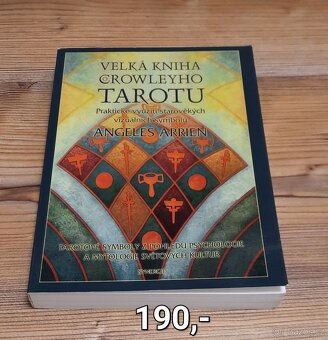 VELKÁ KNIHA
CROWLEYHO
TAROTU
Praktické využití starověkých
vizuálních symbolů
ANGELES ARRIEN
TAROTOVÉ SYMBOLY Z POHLEDU PSYCHOLOGIE
A MYTOLOGIE SVĚTOVÝCH KULTUR
SYNERGIE
190,-